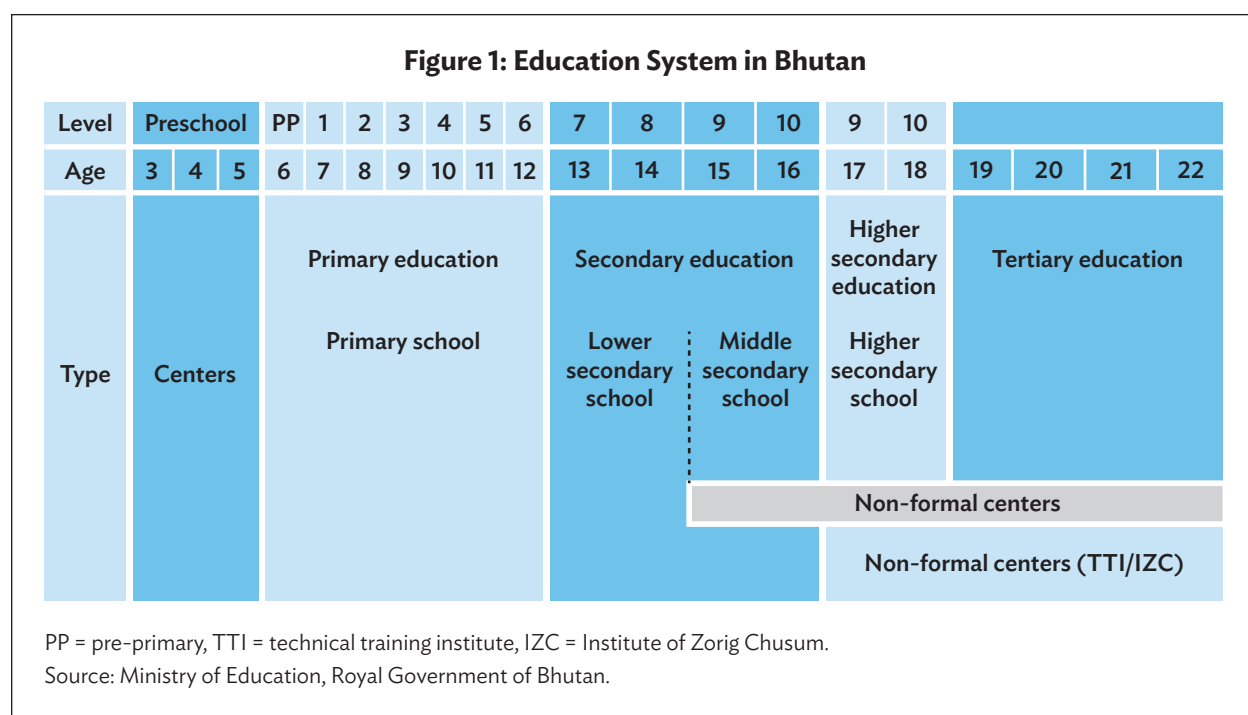 Figure 1: Education System in Bhutan
Level Preschool PP 1 2 3 4 5 6 7 8 9 10 9 10
Age 3 4 5 6 7 8 9 10 11 12 13 14 15 16 17 18 19 20 21 22
Type
Centers
Primary education
Primary school
Secondary education
Lower
secondary
school
Middle
secondary
school
Higher
secondary
education
Higher
secondary
school
Tertiary education
Non-formal centers
Non-formal centers (TTI/IZC)
PP = pre-primary, TTI = technical training institute, IZC = Institute of Zorig Chusum.
Source: Ministry of Education, Royal Government of Bhutan.